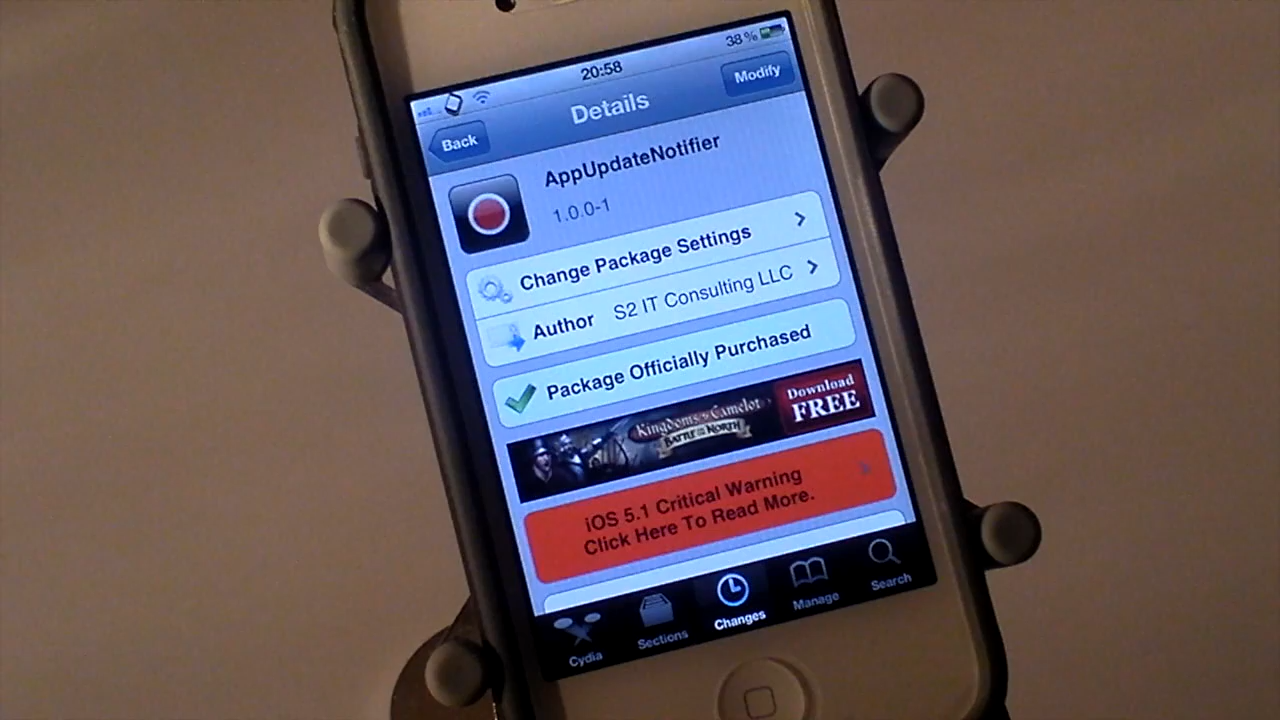 38%
20:58
Modify
Details
Back
AppUpdateNotifier
1.0.0-1
Change Package Settings
Author S2 IT Consulting LLC
Package Officially Purchased
Kingdoms of Camelot
BATTLE FOR THE NORTH
Download
FREE
iOS 5.1 Critical Warning
Click Here To Read More.
Cydia
Sections
Changes
Manage
Search